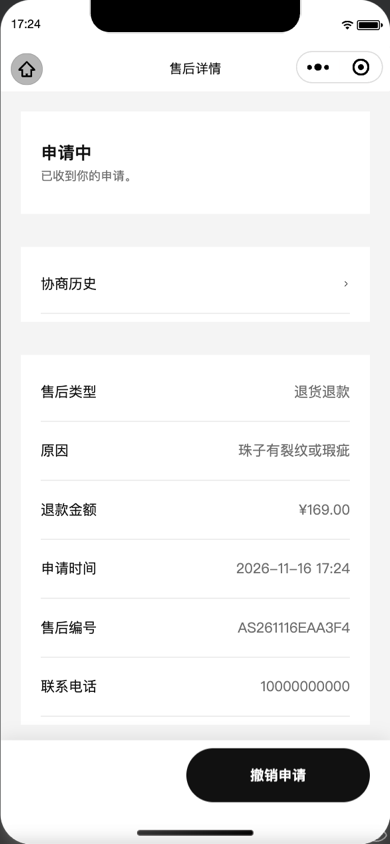 17:24
售后详情
申请中
已收到你的申请。
协商历史
售后类型 退货退款
原因 珠子有裂纹或瑕疵
退款金额 ¥169.00
申请时间 2026-11-16 17:24
售后编号 AS261116EAA3F4
联系电话 10000000000
撤销申请